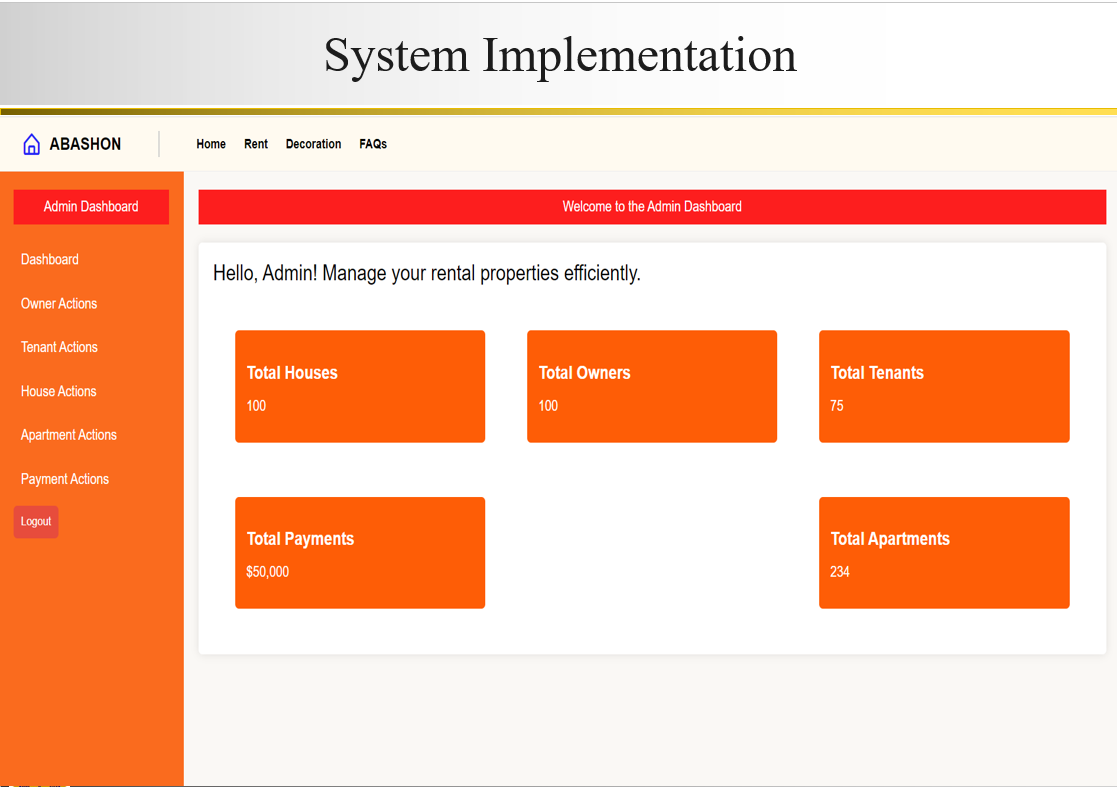 System Implementation
ABASHON
Home Rent Decoration FAQs
Admin Dashboard
Dashboard
Owner Actions
Tenant Actions
House Actions
Apartment Actions
Payment Actions
Logout
Welcome to the Admin Dashboard
Hello, Admin! Manage your rental properties efficiently.
Total Houses
100
Total Owners
100
Total Tenants
75
Total Payments
$50,000
Total Apartments
234